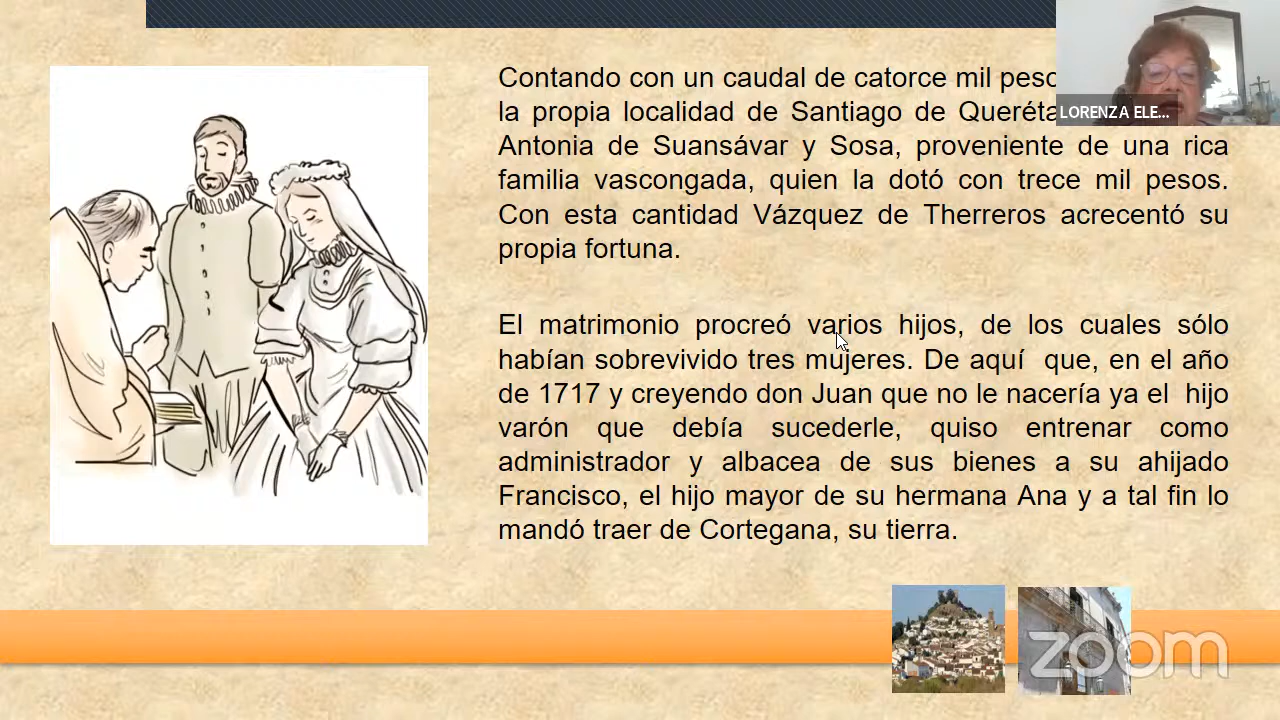 Contando con un caudal de catorce mil
la propia localidad de Santiago de
LORENZA ELE...
Antonia de Suansávar y Sosa, proveniente de una rica
familia vascongada, quien la dotó con trece mil pesos.
Con esta cantidad Vázquez de Therreros acrecentó su
propia fortuna.
El matrimonio procreó varios hijos, de los cuales sólo
habían sobrevivido tres mujeres. De aquí que, en el año
de 1717 y creyendo don Juan que no le nacería ya el hijo
varón que debía sucederle, quiso entrenar como
administrador y albacea de sus bienes a su ahijado
Francisco, el hijo mayor de su hermana Ana y a tal fin lo
mandó traer de Cortegana, su tierra.
zoom